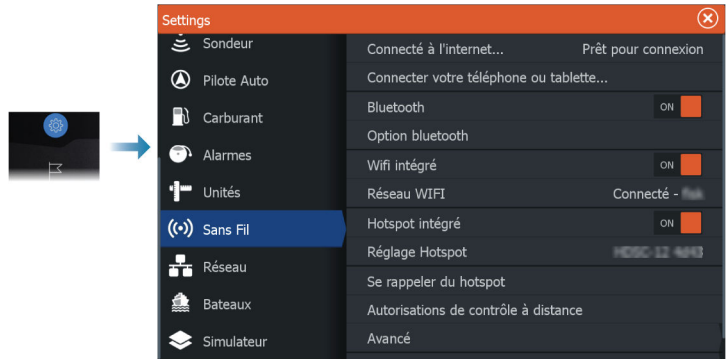 Settings
Sondeur
Pilote Auto
Carburant
Alarmes
Unités
Sans Fil
Réseau
Bateaux
Simulateur
Connecté à l'internet... Prêt pour connexion
Connecter votre téléphone ou tablette...
Bluetooth ON
Option bluetooth
Wifi intégré ON
Réseau WIFI Connecté -
Hotspot intégré ON
Réglage Hotspot
Se rappeler du hotspot
Autorisations de contrôle à distance
Avancé